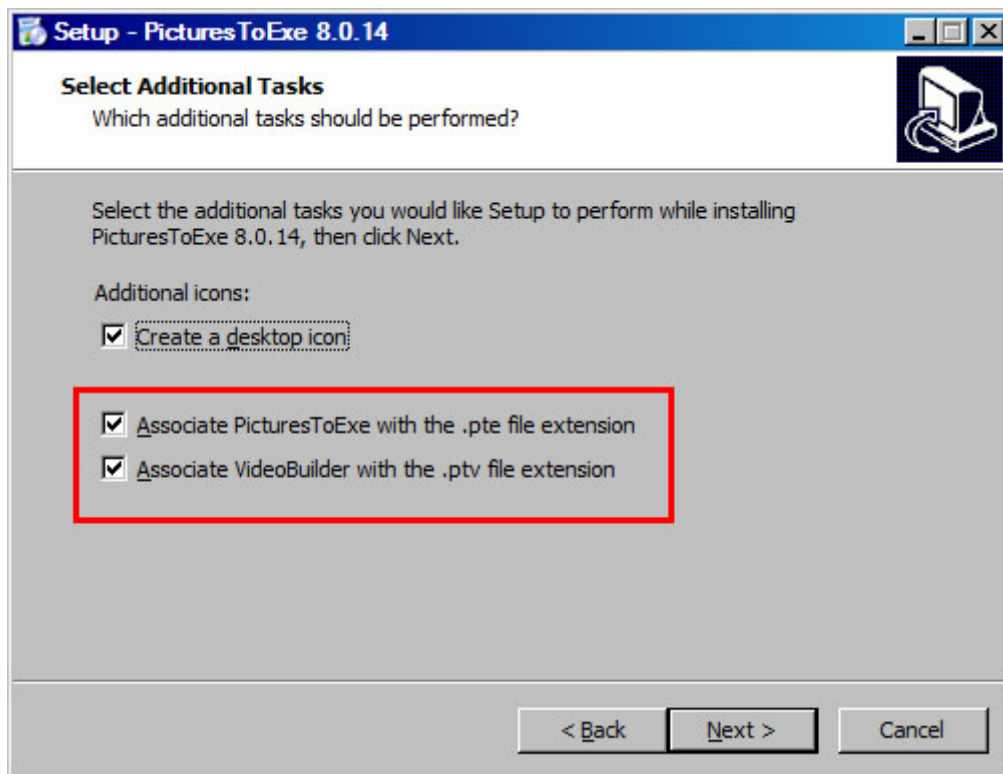 Setup - PicturesToExe 8.0.14
Select Additional Tasks
Which additional tasks should be performed?
Select the additional tasks you would like Setup to perform while installing
PicturesToExe 8.0.14, then click Next.
Additional icons:
Create a desktop icon
Associate PicturesToExe with the .pte file extension
Associate VideoBuilder with the .ptv file extension
< Back
Next >
Cancel